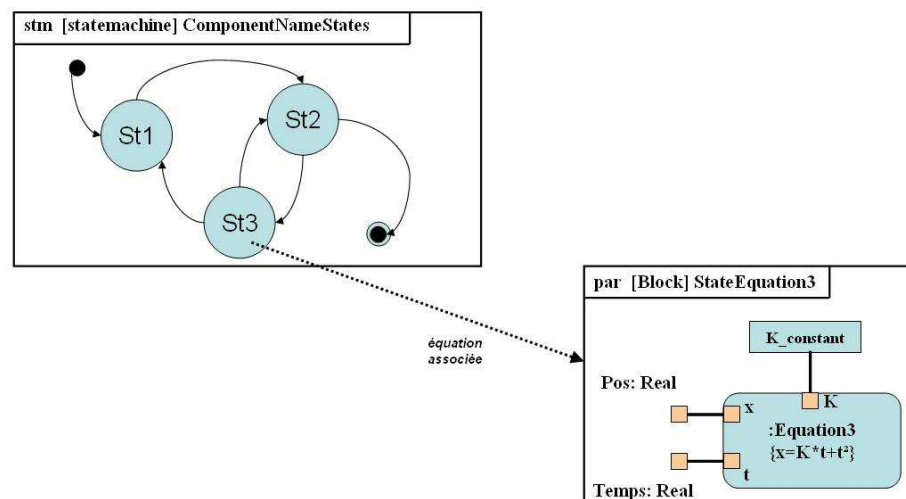 stm [statemachine] ComponentNameStates
St1
St2
St3
équation
associée
par [Block] StateEquation3
K_constant
Pos: Real
x
K
:Equation3
{x=K*t+t²}
t
Temps: Real